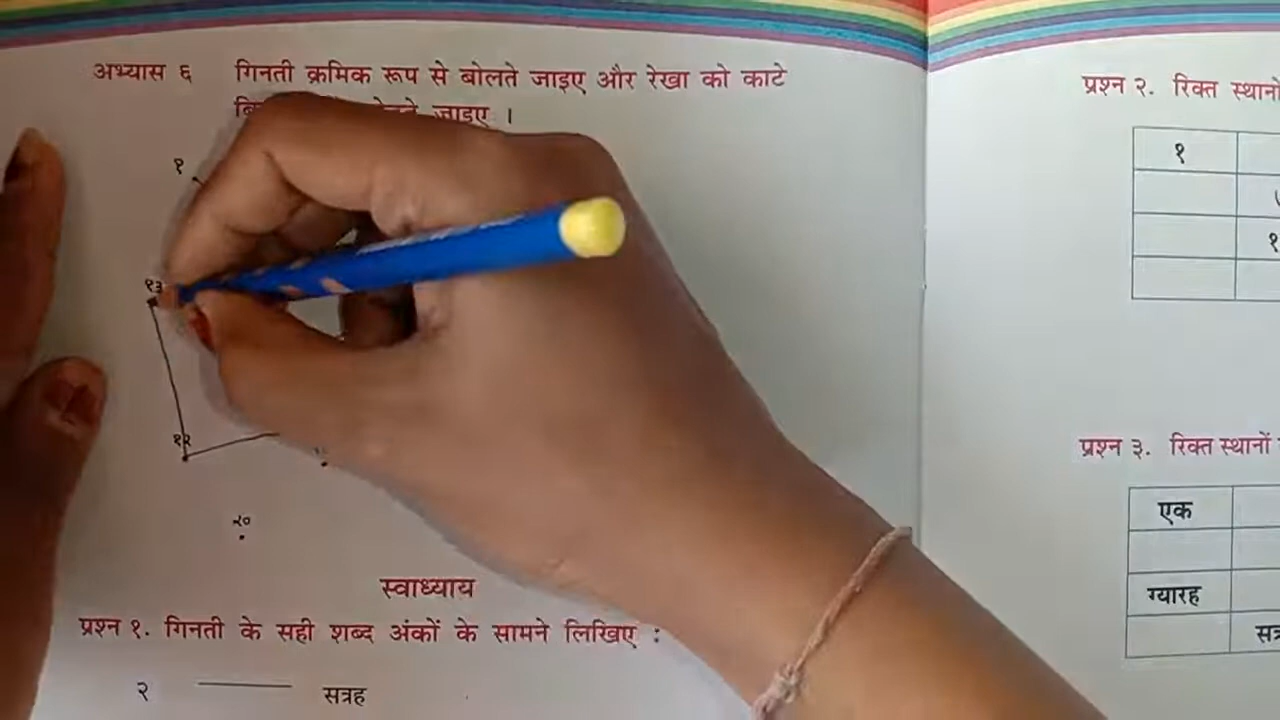 अभ्यास ६ गिनती क्रमिक रूप से बोलते जाइए और रेखा को काटे
जाइए ।
१
१३
१२
२०
स्वाध्याय
प्रश्न १. गिनती के सही शब्द अंकों के सामने लिखिए :
२ सत्रह
प्रश्न २. रिक्त स्थानों
१
प्रश्न ३. रिक्त स्थानों
एक
ग्यारह